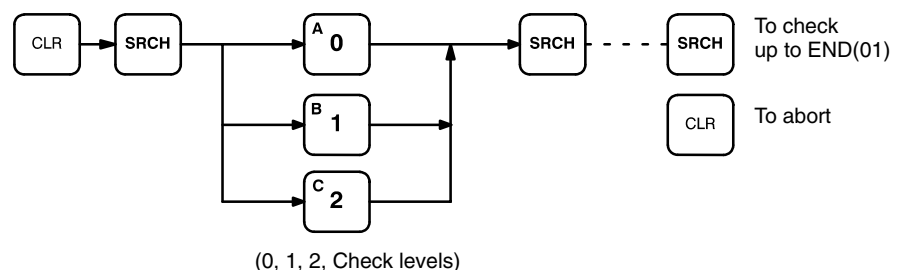 CLR
SRCH
A 0
SRCH
SRCH
To check
up to END(01)
B 1
CLR
To abort
C 2
(0, 1, 2, Check levels)